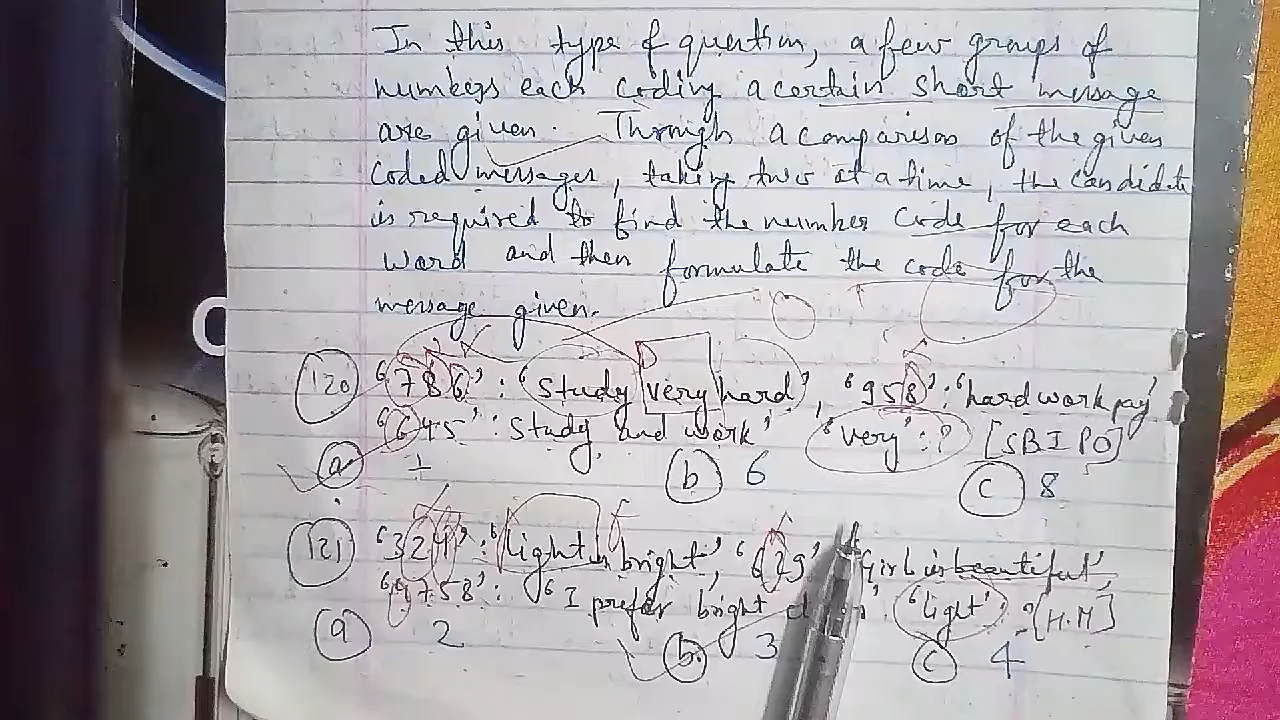 In this type of question, a few groups of
numbers each coding a certain short message
are given. Through a comparison of the given
Coded messages, taking two at a time, the candidate
is required to find the number code for each
word and then formulate the code for the
message given.
(120) '786' : 'Study very hard', '958' : 'hard work pay'
'645' : 'Study and work' 'very' : ? [SBI PO]
(a) 7 (b) 6 (c) 8
(121) '324' : 'light is bright', '629' 'Girl is beautiful'
'4758' : 'I prefer bright 'light' ? [H.M]
(a) 2 (b) 3 (c) 4